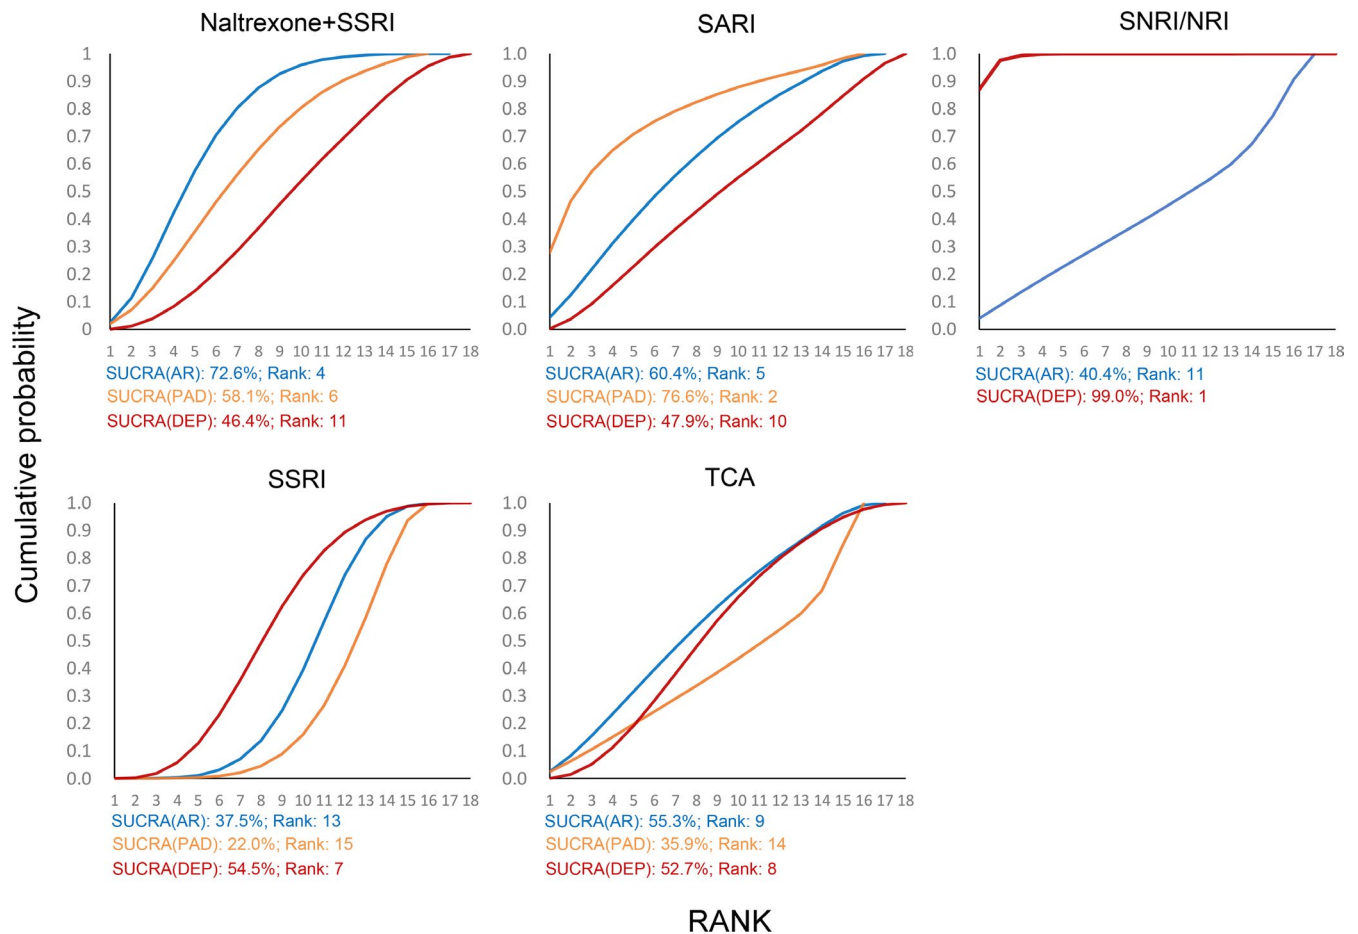 Naltrexone+SSRI
SARI
SNRI/NRI
1
0.9
0.8
0.7
0.6
0.5
0.4
0.3
0.2
0.1
0
1 2 3 4 5 6 7 8 9 10 11 12 13 14 15 16 17 18
SUCRA(AR): 72.6%; Rank: 4
SUCRA(PAD): 58.1%; Rank: 6
SUCRA(DEP): 46.4%; Rank: 11
1.0
0.9
0.8
0.7
0.6
0.5
0.4
0.3
0.2
0.1
0.0
1 2 3 4 5 6 7 8 9 10 11 12 13 14 15 16 17 18
SUCRA(AR): 60.4%; Rank: 5
SUCRA(PAD): 76.6%; Rank: 2
SUCRA(DEP): 47.9%; Rank: 10
1.0
0.9
0.8
0.7
0.6
0.5
0.4
0.3
0.2
0.1
0.0
1 2 3 4 5 6 7 8 9 10 11 12 13 14 15 16 17 18
SUCRA(AR): 40.4%; Rank: 11
SUCRA(DEP): 99.0%; Rank: 1
Cumulative probability
SSRI
TCA
1.0
0.9
0.8
0.7
0.6
0.5
0.4
0.3
0.2
0.1
0.0
1 2 3 4 5 6 7 8 9 10 11 12 13 14 15 16 17 18
SUCRA(AR): 37.5%; Rank: 13
SUCRA(PAD): 22.0%; Rank: 15
SUCRA(DEP): 54.5%; Rank: 7
1.0
0.9
0.8
0.7
0.6
0.5
0.4
0.3
0.2
0.1
0.0
1 2 3 4 5 6 7 8 9 10 11 12 13 14 15 16 17 18
SUCRA(AR): 55.3%; Rank: 9
SUCRA(PAD): 35.9%; Rank: 14
SUCRA(DEP): 52.7%; Rank: 8
RANK